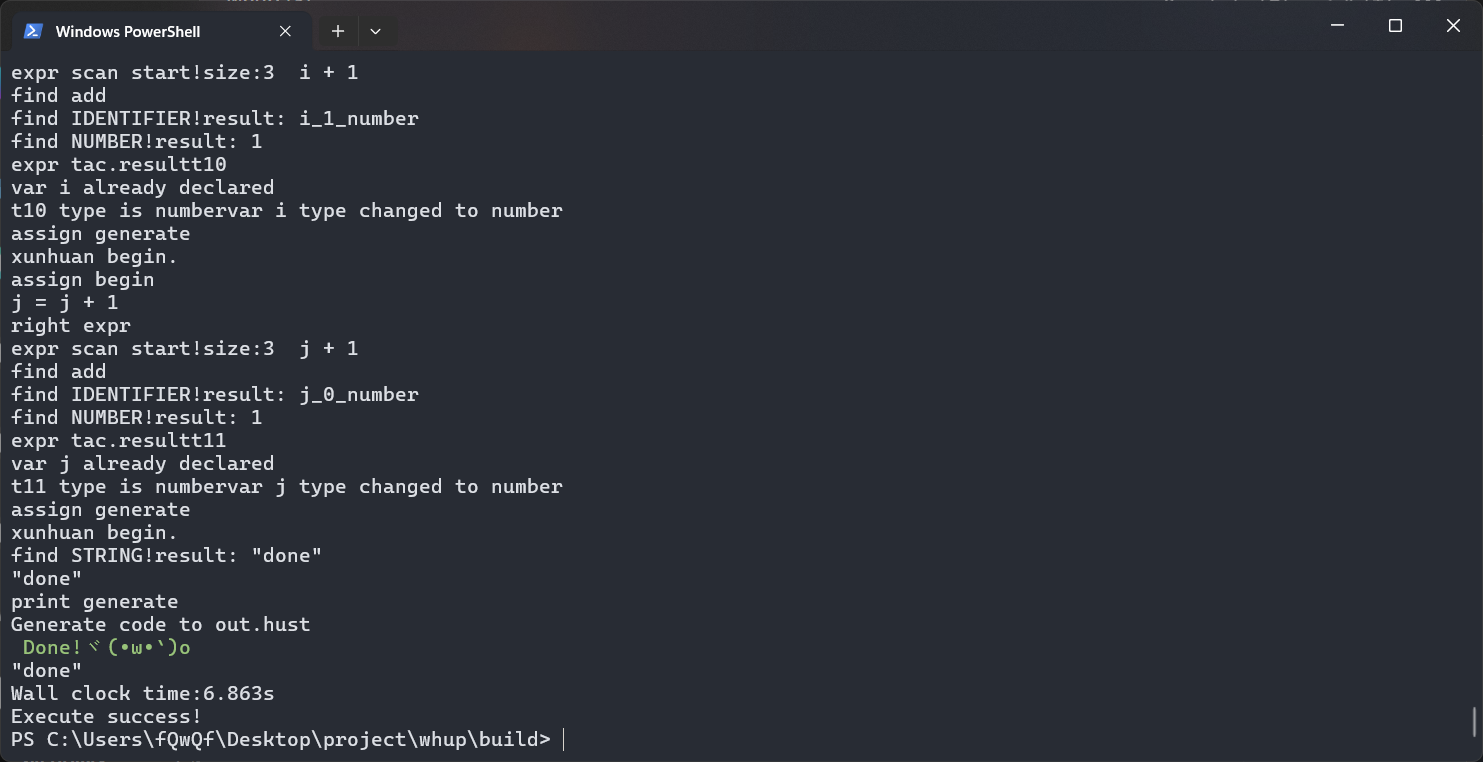 Windows PowerShell
expr scan start!size:3  i + 1
find add
find IDENTIFIER!result: i_1_number
find NUMBER!result: 1
expr tac.resultt10
var i already declared
t10 type is numbervar i type changed to number
assign generate
xunhuan begin.
assign begin
j = j + 1
right expr
expr scan start!size:3  j + 1
find add
find IDENTIFIER!result: j_0_number
find NUMBER!result: 1
expr tac.resultt11
var j already declared
t11 type is numbervar j type changed to number
assign generate
xunhuan begin.
find STRING!result: "done"
"done"
print generate
Generate code to out.hust
 Done!ヾ(•ω•`)o
"done"
Wall clock time:6.863s
Execute success!
PS C:\Users\fQwQf\Desktop\project\whup\build>